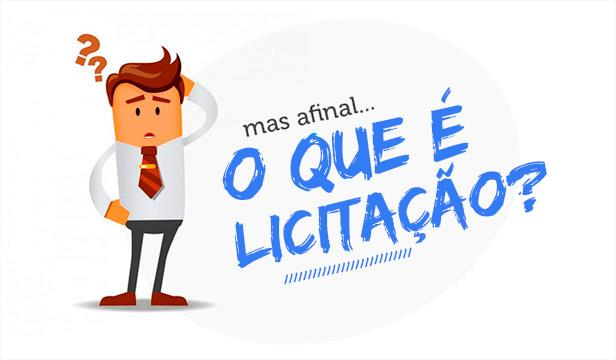 ??
mas afinal...
O QUE É
LICITAÇÃO?